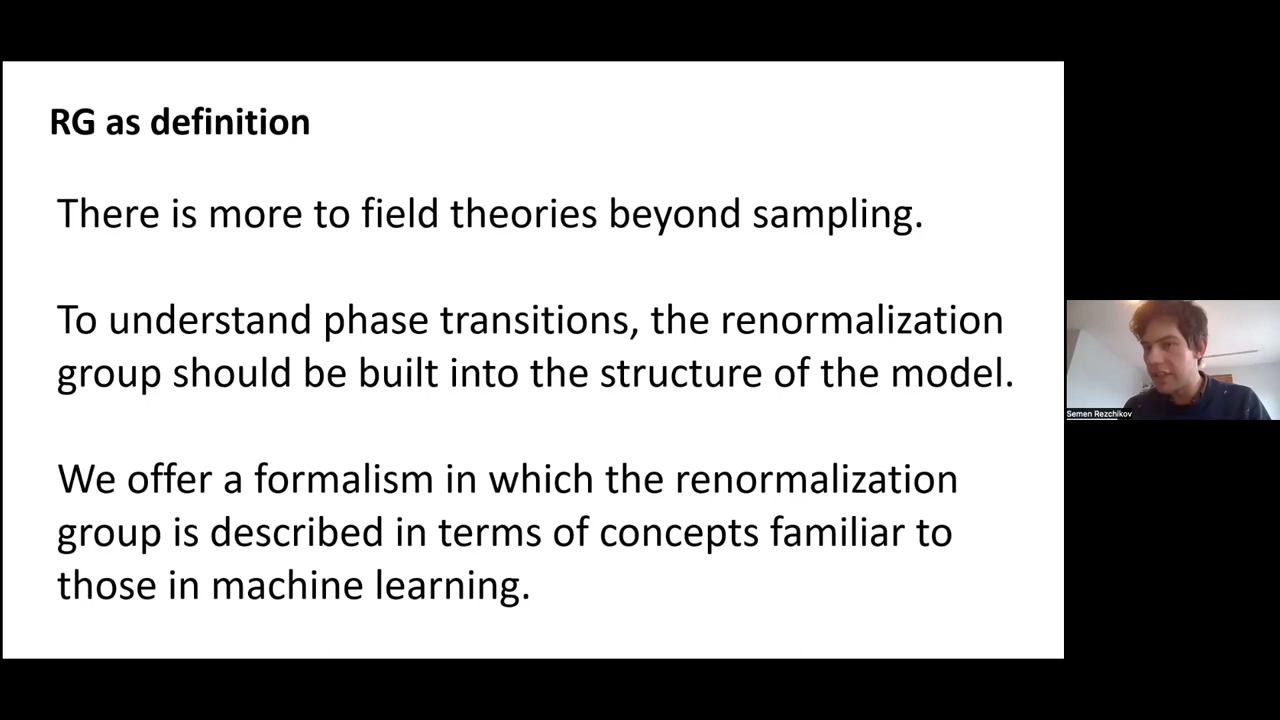 RG as definition
There is more to field theories beyond sampling.
To understand phase transitions, the renormalization
group should be built into the structure of the model.
We offer a formalism in which the renormalization
group is described in terms of concepts familiar to
those in machine learning.
Semen Rezchikov